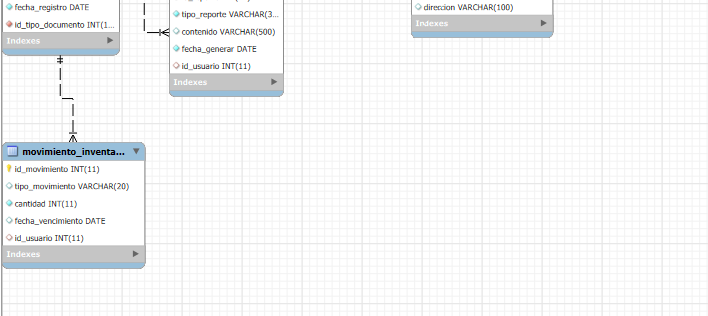 fecha_registro DATE
id_tipo_documento INT(1...
Indexes
tipo_reporte VARCHAR(3...
contenido VARCHAR(500)
fecha_generar DATE
id_usuario INT(11)
Indexes
direccion VARCHAR(100)
Indexes
movimiento_inventa...
id_movimiento INT(11)
tipo_movimiento VARCHAR(20)
cantidad INT(11)
fecha_vencimiento DATE
id_usuario INT(11)
Indexes